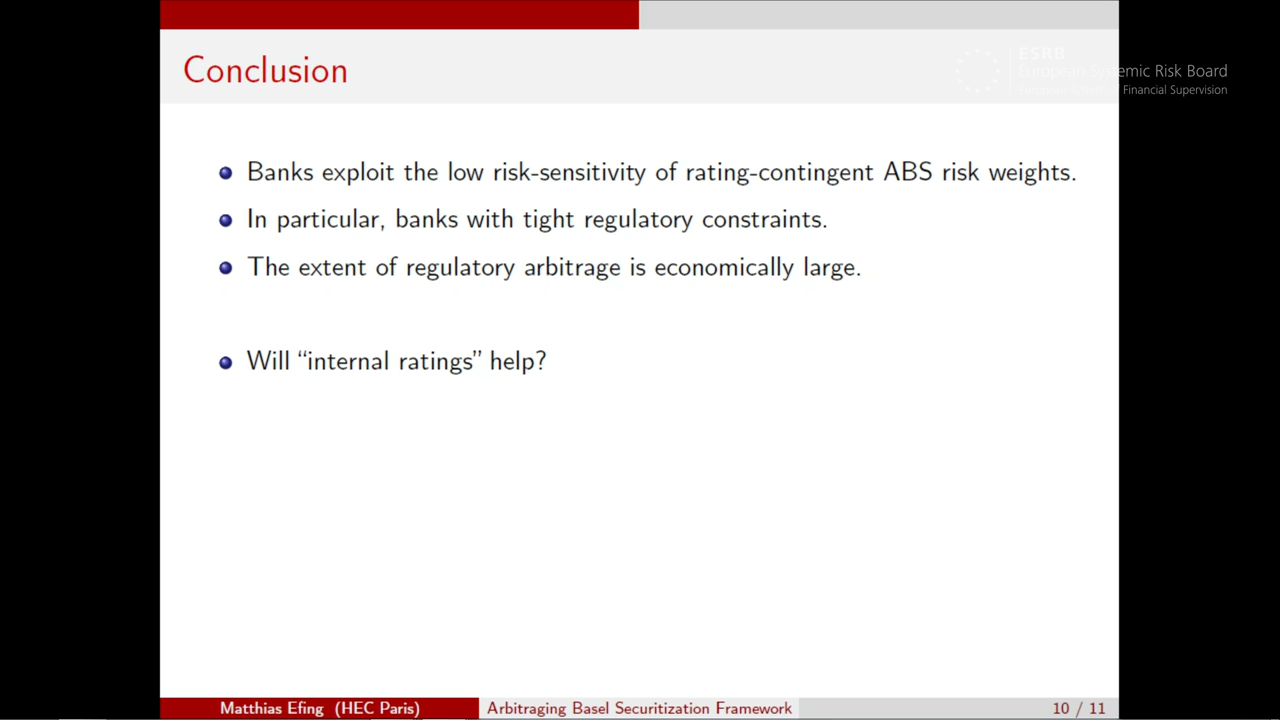 Conclusion
ESRB
European Systemic Risk Board
Financial Supervision
Banks exploit the low risk-sensitivity of rating-contingent ABS risk weights.
In particular, banks with tight regulatory constraints.
The extent of regulatory arbitrage is economically large.
Will “internal ratings” help?
Matthias Efing (HEC Paris)
Arbitraging Basel Securitization Framework
10 / 11